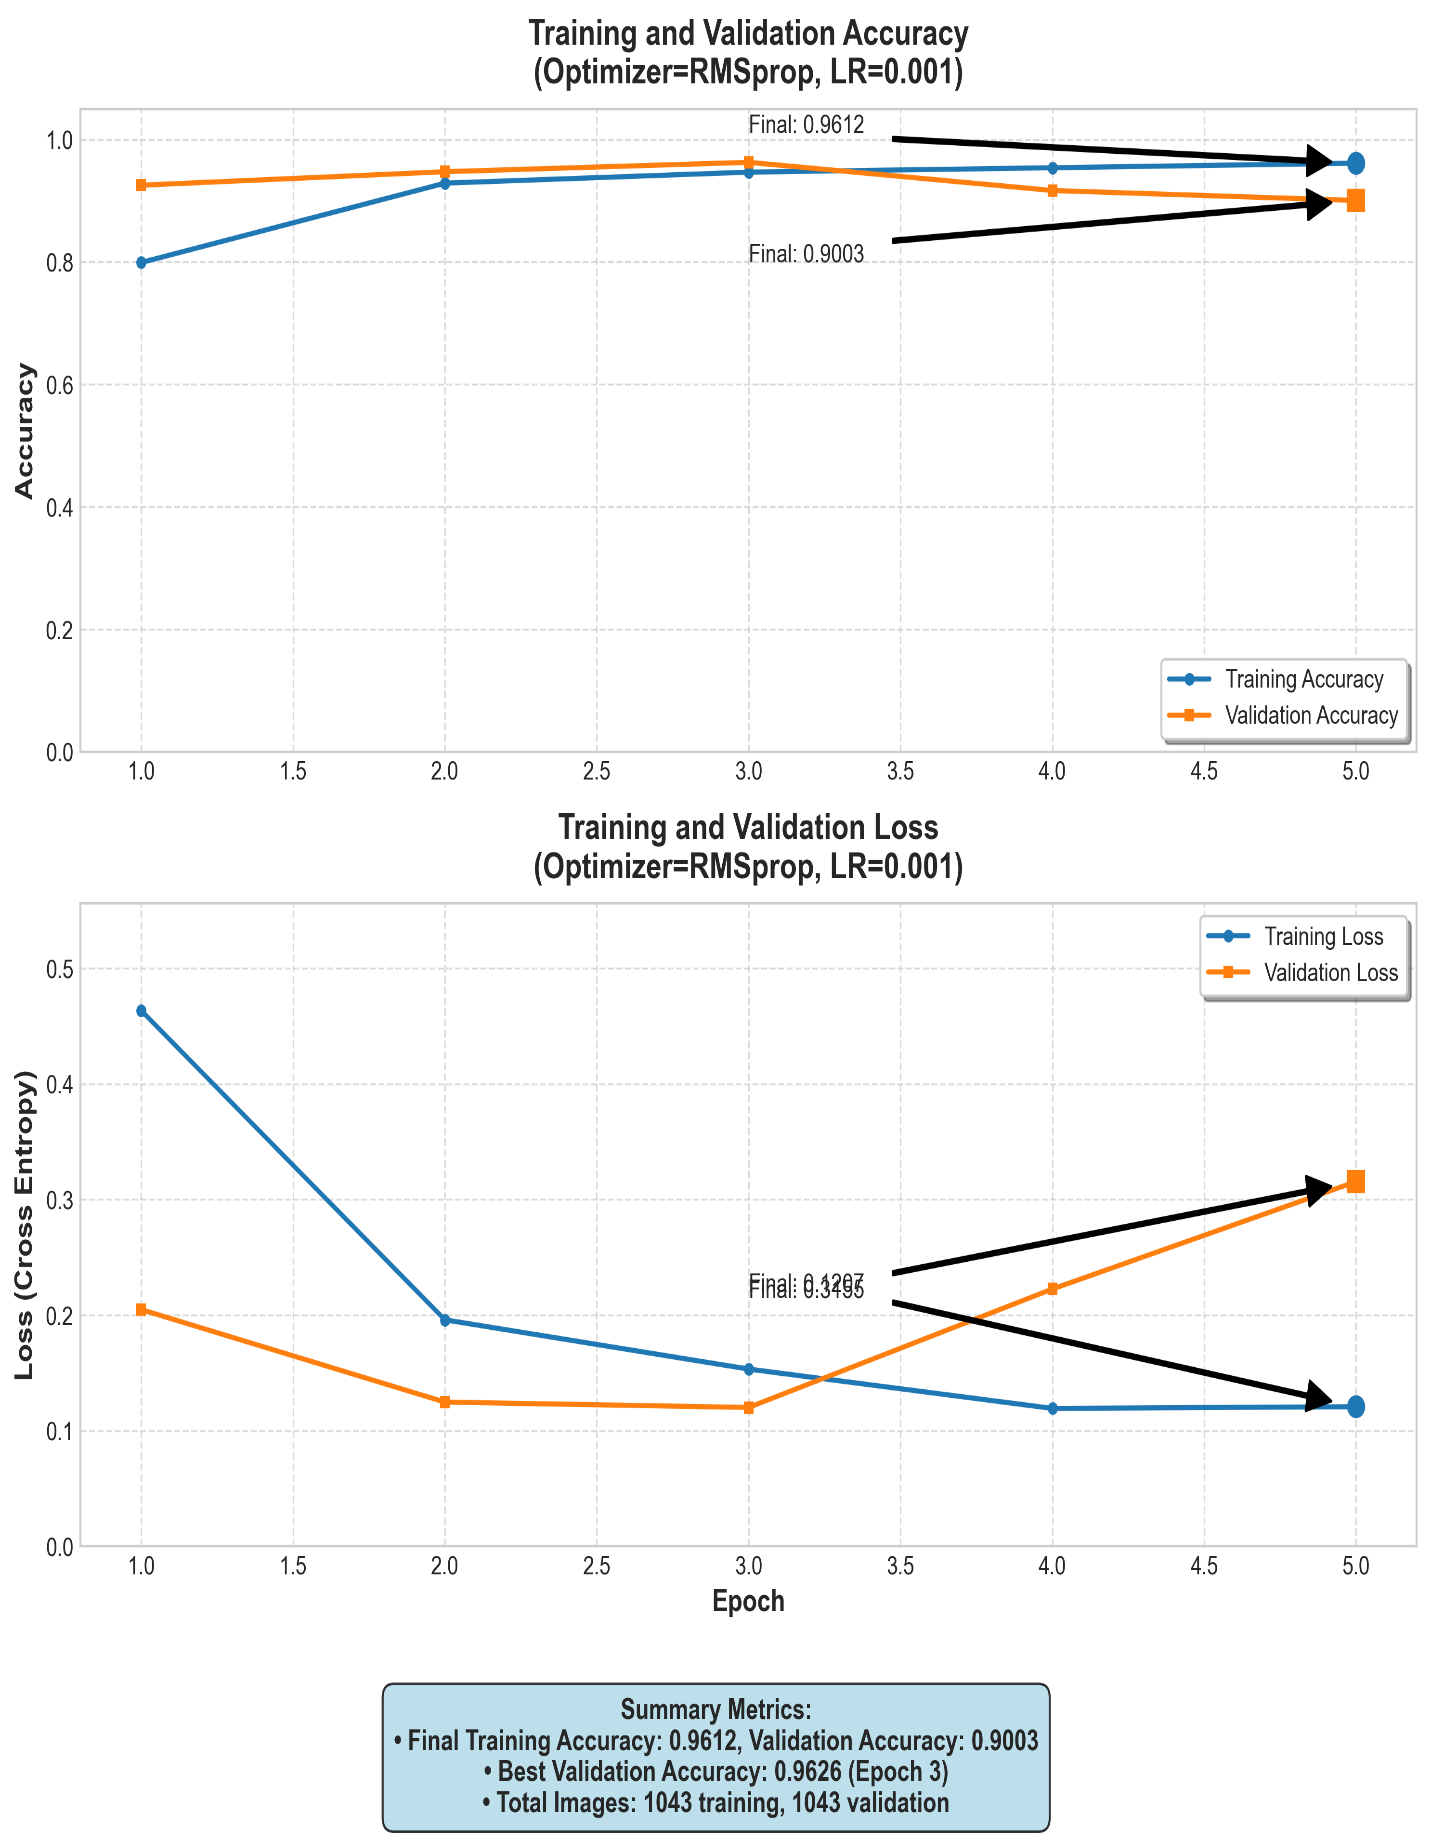 Training and Validation Accuracy
(Optimizer=RMSprop, LR=0.001)
Accuracy
1.0
0.8
0.6
0.4
0.2
0.0
Final: 0.9612
Final: 0.9003
Training Accuracy
Validation Accuracy
1.0 1.5 2.0 2.5 3.0 3.5 4.0 4.5 5.0
Training and Validation Loss
(Optimizer=RMSprop, LR=0.001)
Loss (Cross Entropy)
0.5
0.4
0.3
0.2
0.1
0.0
Training Loss
Validation Loss
Final: 0.1207
Final:
1.0 1.5 2.0 2.5 3.0 3.5 4.0 4.5 5.0
Epoch
Summary Metrics:
• Final Training Accuracy: 0.9612, Validation Accuracy: 0.9003
• Best Validation Accuracy: 0.9626 (Epoch 3)
• Total Images: 1043 training, 1043 validation